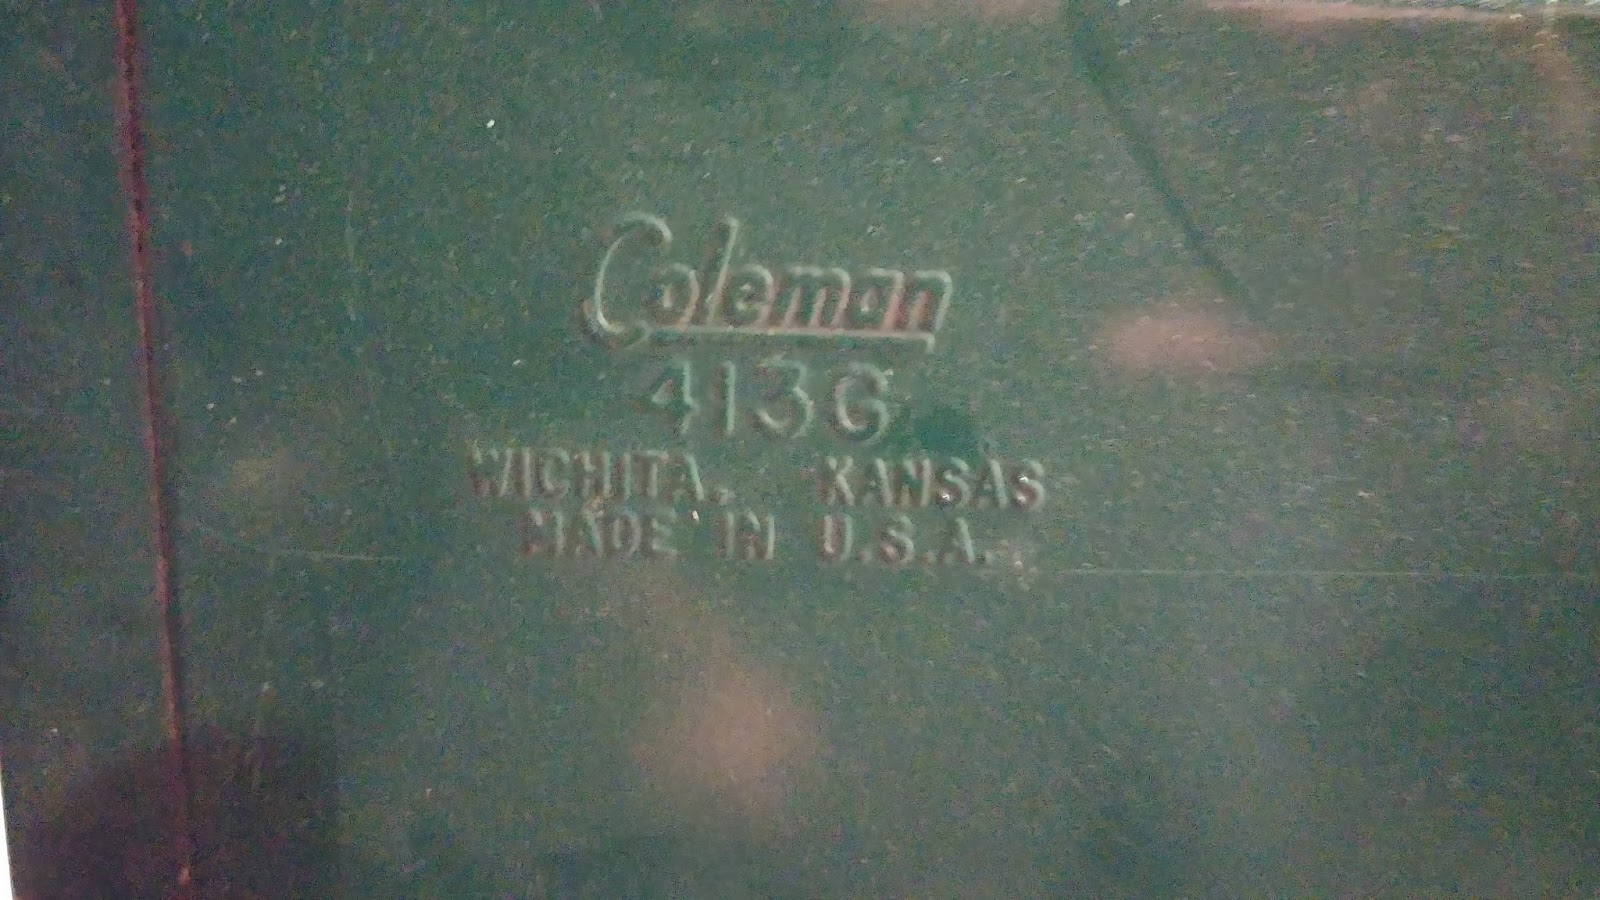 Coleman
413G
WICHITA, KANSAS
MADE IN U.S.A.